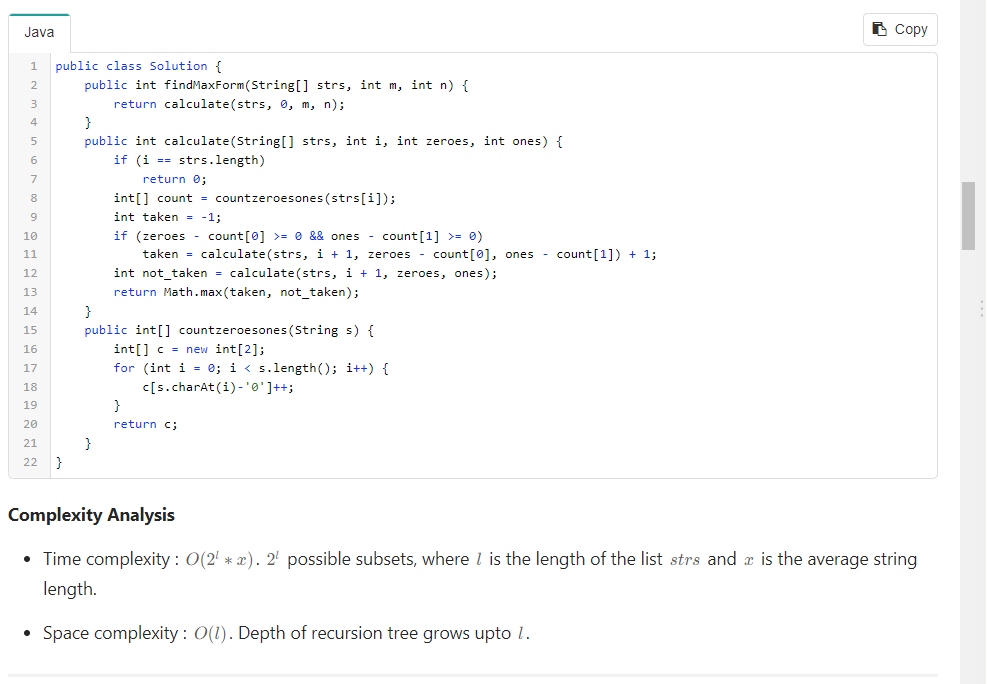 Java
Copy
1 public class Solution {
2     public int findMaxForm(String[] strs, int m, int n) {
3         return calculate(strs, 0, m, n);
4     }
5     public int calculate(String[] strs, int i, int zeroes, int ones) {
6         if (i == strs.length)
7             return 0;
8         int[] count = countzeroesones(strs[i]);
9         int taken = -1;
10         if (zeroes - count[0] >= 0 && ones - count[1] >= 0)
11             taken = calculate(strs, i + 1, zeroes - count[0], ones - count[1]) + 1;
12         int not_taken = calculate(strs, i + 1, zeroes, ones);
13         return Math.max(taken, not_taken);
14     }
15     public int[] countzeroesones(String s) {
16         int[] c = new int[2];
17         for (int i = 0; i < s.length(); i++) {
18             c[s.charAt(i)-'0']++;
19         }
20         return c;
21     }
22 }
Complexity Analysis
• Time complexity : O(2^l * x). 2^l possible subsets, where l is the length of the list strs and x is the average string
length.
• Space complexity : O(l). Depth of recursion tree grows upto l.